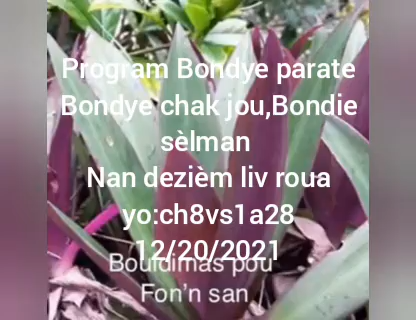 Program Bondye parate
Bondye chak jou,Bondie
sèlman
Nan dezièm liv roua
yo:ch8vs1a28
12/20/2021
Bouldimas pou
Fon'n san